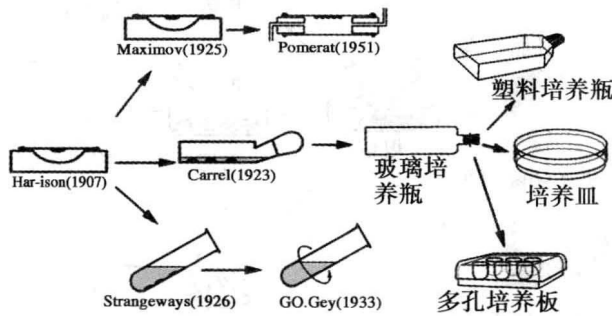 Maximov(1925)
Pomerat(1951)
塑料培养瓶
Har-ison(1907)
Carrel(1923)
玻璃培
养瓶
培养皿
Strangeways(1926)
GO.Gey(1933)
多孔培养板